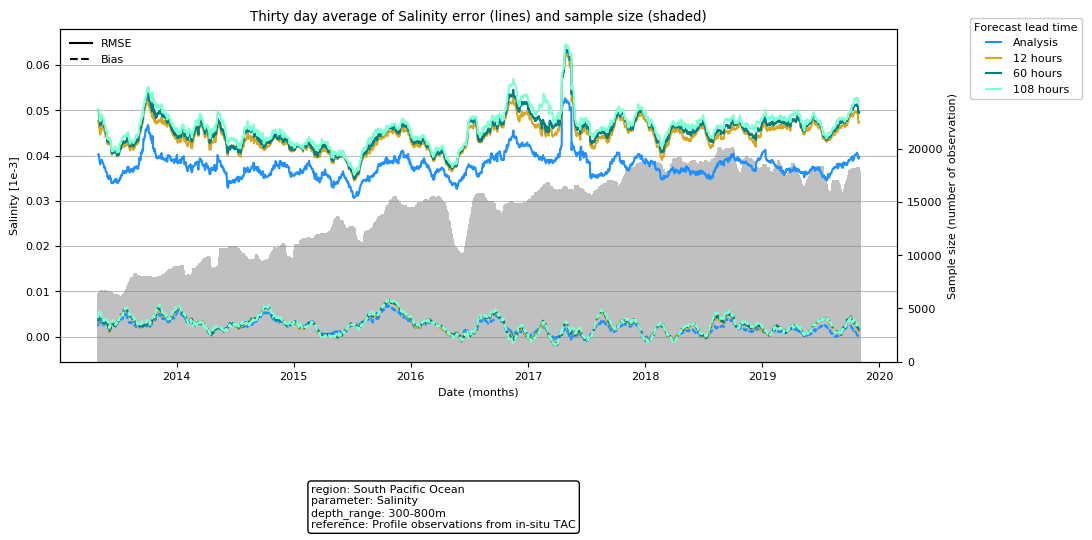 Thirty day average of Salinity error (lines) and sample size (shaded)
RMSE
Bias
Forecast lead time
Analysis
12 hours
60 hours
108 hours
Salinity [1e-3]
0.06
0.05
0.04
0.03
0.02
0.01
0.00
Sample size (number of observation)
20000
15000
10000
5000
0
2014 2015 2016 2017 2018 2019 2020
Date (months)
region: South Pacific Ocean
parameter: Salinity
depth_range: 300-800m
reference: Profile observations from in-situ TAC